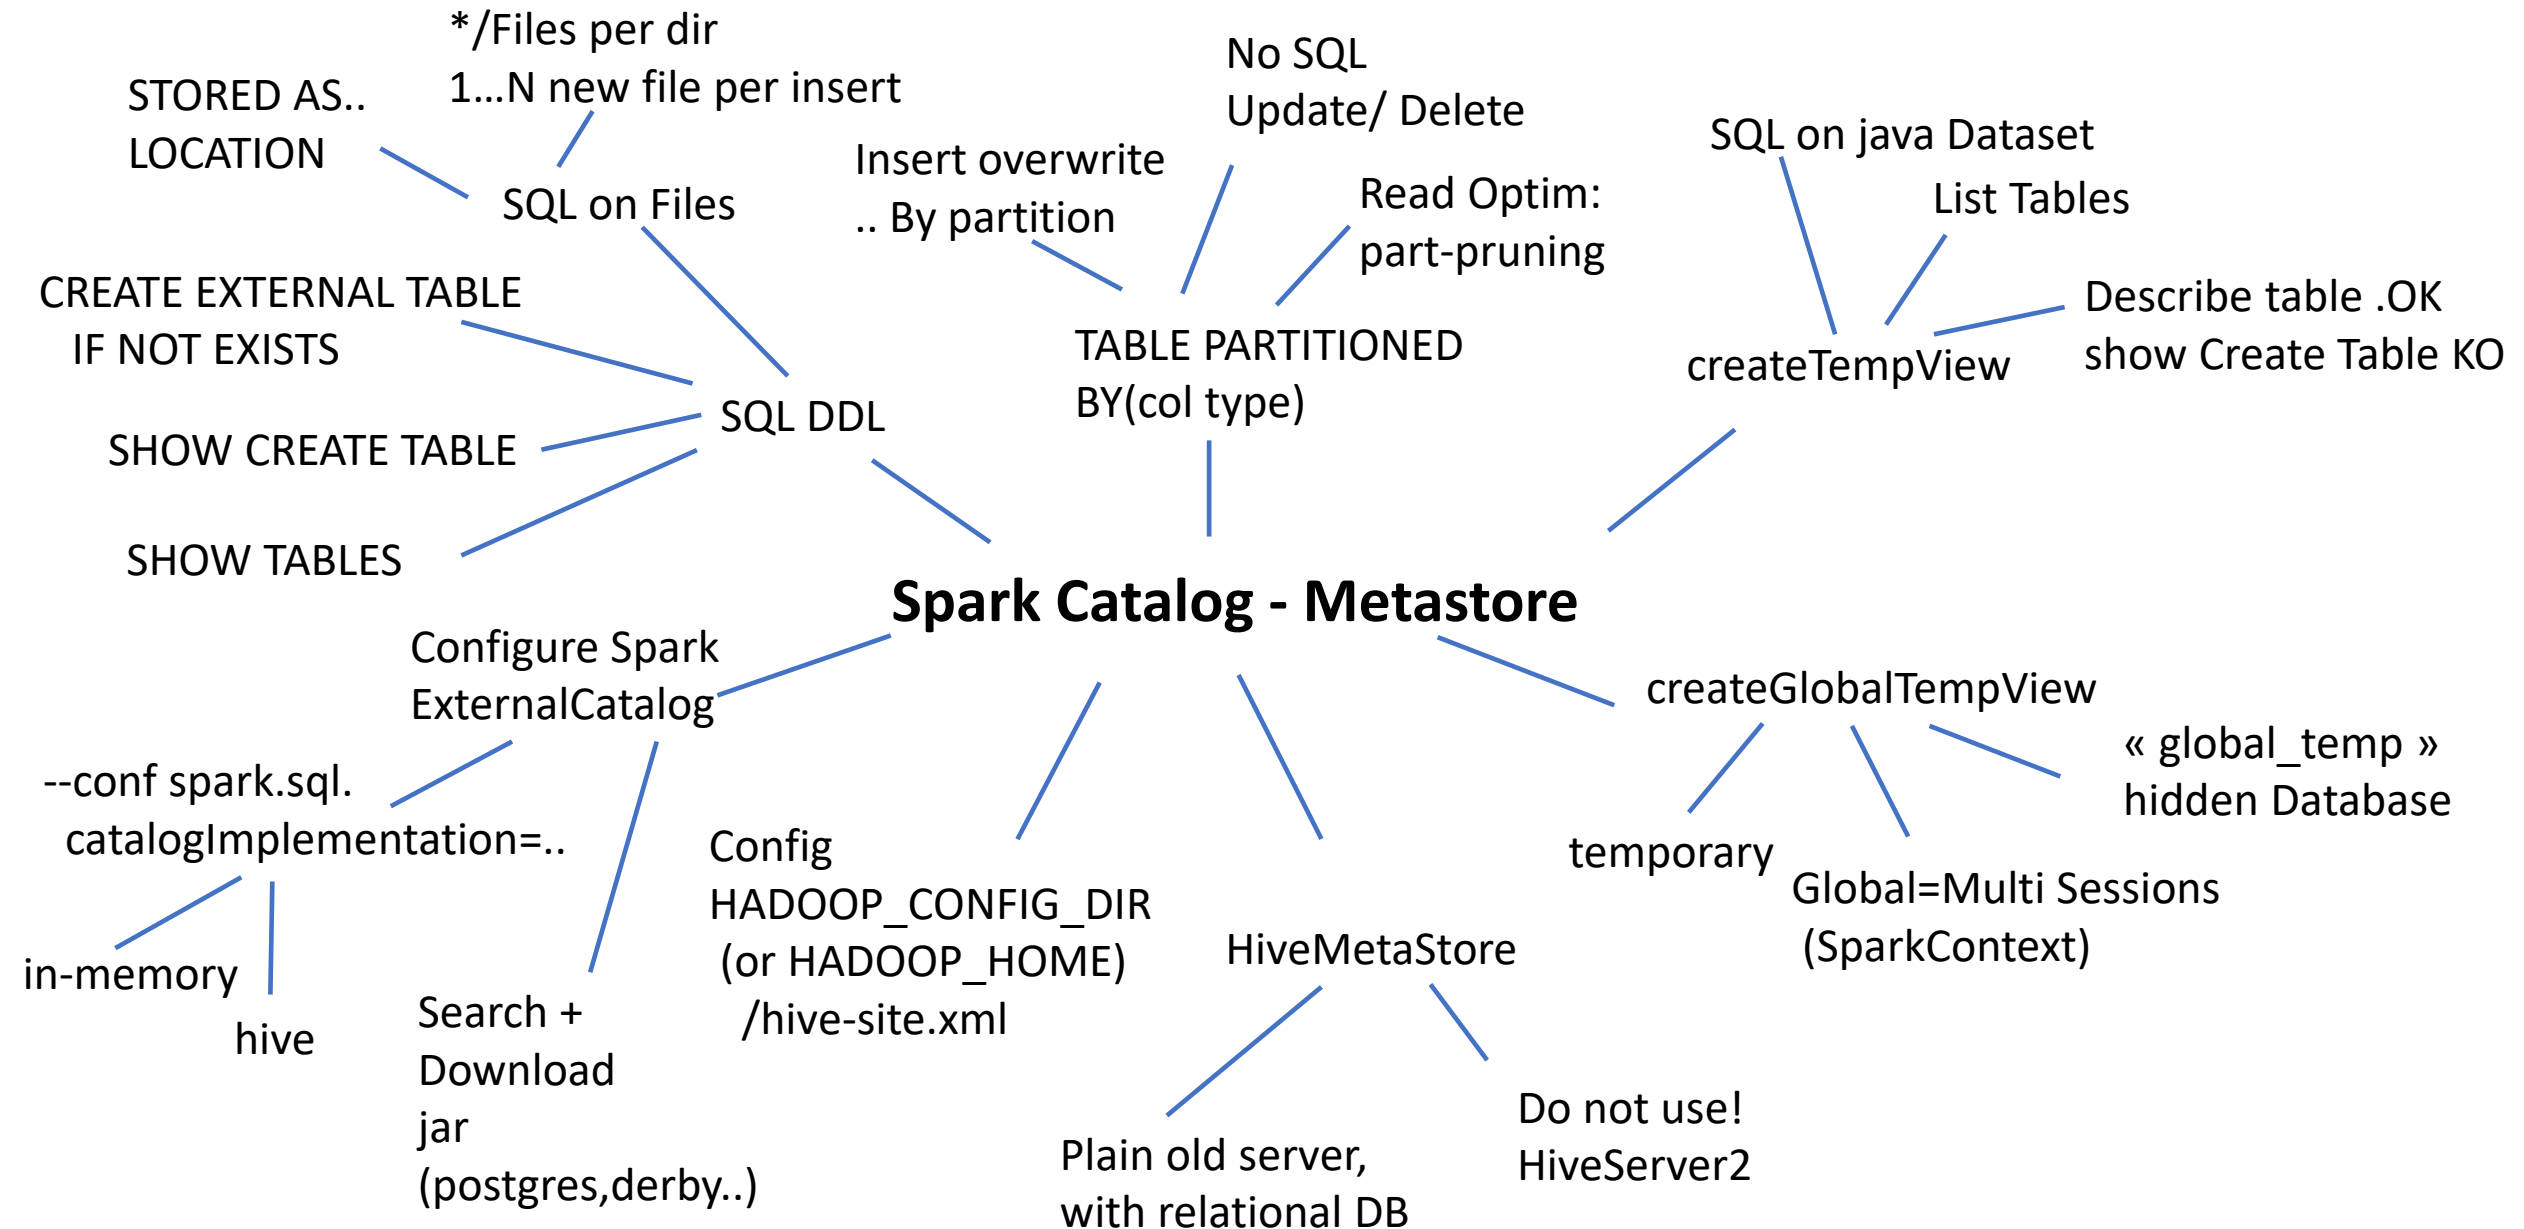 */Files per dir
1...N new file per insert
STORED AS..
LOCATION
SQL on Files
CREATE EXTERNAL TABLE
IF NOT EXISTS
SHOW CREATE TABLE
SHOW TABLES
SQL DDL
Insert overwrite
.. By partition
No SQL
Update/ Delete
Read Optim:
part-pruning
TABLE PARTITIONED
BY(col type)
SQL on java Dataset
List Tables
Describe table .OK
show Create Table KO
createTempView
Spark Catalog - Metastore
Configure Spark
ExternalCatalog
--conf spark.sql.
catalogImplementation=..
in-memory
hive
Search +
Download
jar
(postgres,derby..)
Config
HADOOP_CONFIG_DIR
(or HADOOP_HOME)
/hive-site.xml
HiveMetaStore
Plain old server,
with relational DB
Do not use!
HiveServer2
createGlobalTempView
temporary
Global=Multi Sessions
(SparkContext)
« global_temp »
hidden Database